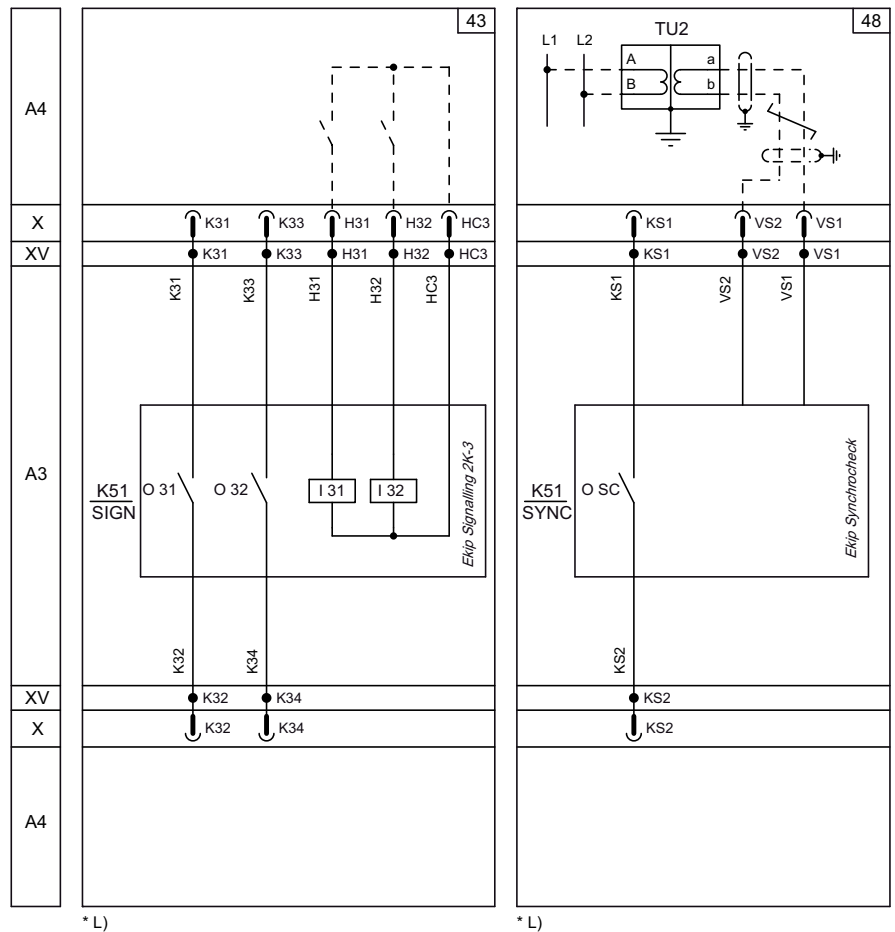 A4
X
XV
A3
XV
X
A4
43
K31
K33
H31
H32
HC3
K31
K33
H31
H32
HC3
K31
K33
H31
H32
HC3
K51
SIGN
O 31
O 32
I 31
I 32
Ekip Signalling 2K-3
K32
K34
K32
K34
K32
K34
* L)
48
L1
L2
TU2
A
B
a
b
KS1
VS2
VS1
KS1
VS2
VS1
KS1
VS2
VS1
K51
SYNC
O SC
Ekip Synchrocheck
KS2
KS2
KS2
* L)